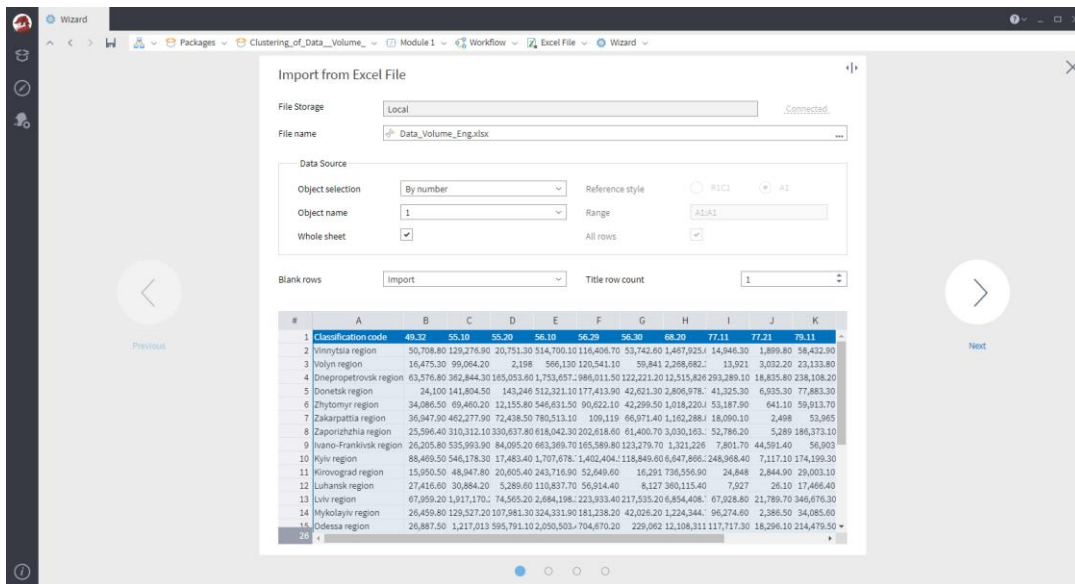 Wizard
Packages Clustering_of_Data__Volume_ Module 1 Workflow Excel File Wizard
Import from Excel File
File Storage Local Connected
File name Data_Volume_Eng.xlsx ...
Data Source
Object selection By number Reference style R1C1 A1
Object name 1 Range A1:A1
Whole sheet All rows
Blank rows Import Title row count 1
# A B C D E F G H I J K
1 Classification code 49.32 55.10 55.20 56.10 56.29 56.30 68.20 77.11 77.21 79.11
2 Vinnytsia region 50,708.80 129,276.90 20,751.30 514,700.10 116,406.70 53,742.60 1,467,925. 14,946.30 1,899.80 58,432.90
3 Volyn region 16,475.30 99,064.20 2,198 566,130 120,541.10 59,841 2,268,682.: 13,921 3,032.20 23,133.80
4 Dnepropetrovsk region 63,576.80 362,844.30 165,053.60 1,753,657.: 986,011.50 122,221.20 12,515,826 293,289.10 18,835.80 238,108.20
5 Donetsk region 24,100 141,804.50 143,246 512,321.10 177,413.90 42,621.30 2,806,978. 41,325.30 6,935.30 77,883.30
6 Zhytomyr region 34,086.50 69,460.20 12,155.80 546,631.50 90,622.10 42,299.50 1,018,220. 53,187.90 641.10 59,913.70
7 Zakarpattia region 36,947.90 462,277.90 72,438.50 780,513.10 109,119 66,971.40 1,162,288. 18,090.10 2,498 53,965
8 Zaporizhzhia region 25,596.40 310,312.10 330,637.80 618,042.30 202,618.60 61,400.70 3,030,163.: 52,786.20 5,289 186,373.10
9 Ivano-Frankivsk region 26,205.80 535,993.90 84,095.20 663,369.70 165,589.80 123,279.70 1,321,226 7,801.70 44,591.40 56,903
10 Kyiv region 88,469.50 546,178.30 17,483.40 1,707,678. 1,402,404. 118,849.60 6,647,866.: 248,968.40 7,117.10 174,199.30
11 Kirovograd region 15,950.50 48,947.80 20,605.40 243,716.90 52,649.60 16,291 736,556.90 24,848 2,844.90 29,003.10
12 Luhansk region 27,416.60 30,884.20 5,289.60 110,837.70 56,914.40 8,127 360,115.40 7,927 26.10 17,466.40
13 Lviv region 67,959.20 1,917,170.: 74,565.20 2,684,198.: 223,933.40 217,535.20 6,854,408. 67,928.80 21,789.70 346,676.30
14 Mykolayiv region 26,459.80 129,527.20 107,981.30 324,331.90 181,238.20 42,026.20 1,224,344. 96,274.60 2,386.50 34,085.60
15 Odessa region 26,887.50 1,217,013 595,791.10 2,050,503. 704,670.20 229,062 12,108,311 117,717.30 18,296.10 214,479.50
26
Previous
Next